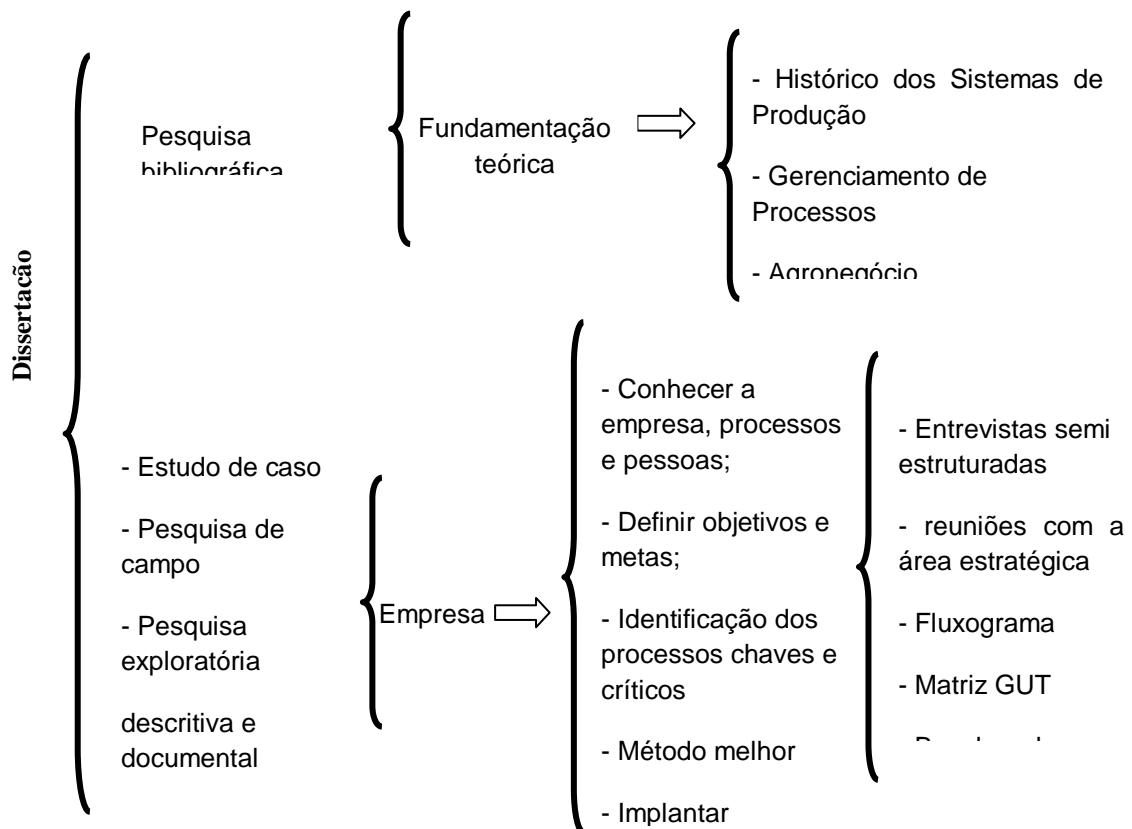 Dissertação
Pesquisa
bibliográfica
Fundamentação
teórica
- Histórico dos Sistemas de
Produção
- Gerenciamento de
Processos
- Agronegócio
- Estudo de caso
- Pesquisa de
campo
- Pesquisa
exploratória
descritiva e
documental
Empresa
- Conhecer a
empresa, processos
e pessoas;
- Definir objetivos e
metas;
- Identificação dos
processos chaves e
críticos
- Método melhor
- Implantar
- Entrevistas semi
estruturadas
- reuniões com a
área estratégica
- Fluxograma
- Matriz GUT